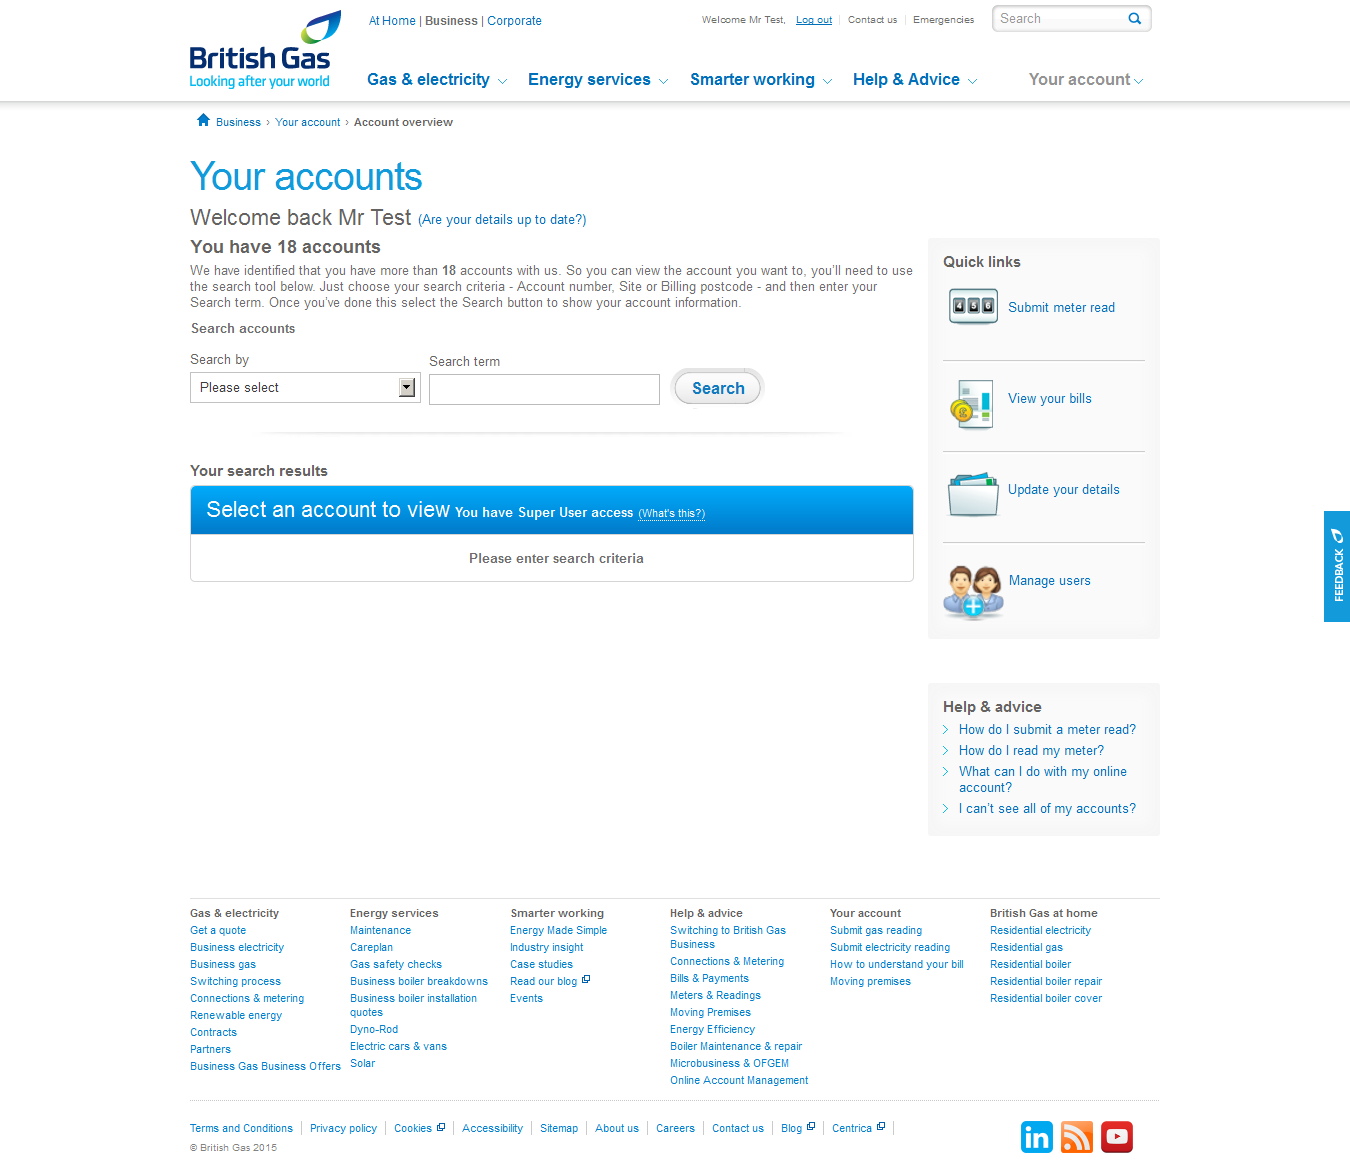 At Home | Business | Corporate
Welcome Mr Test, Log out Contact us Emergencies Search
British Gas
Looking after your world
Gas & electricity Energy services Smarter working Help & Advice Your account
Business › Your account › Account overview
Your accounts
Welcome back Mr Test (Are your details up to date?)
You have 18 accounts
We have identified that you have more than 18 accounts with us. So you can view the account you want to, you'll need to use
the search tool below. Just choose your search criteria - Account number, Site or Billing postcode - and then enter your
Search term. Once you've done this select the Search button to show your account information.
Search accounts
Search by
Search term
Please select
Search
Your search results
Select an account to view You have Super User access (What's this?)
Please enter search criteria
Quick links
4 5 6
Submit meter read
£
View your bills
Update your details
Manage users
FEEDBACK
Help & advice
How do I submit a meter read?
How do I read my meter?
What can I do with my online
account?
I can't see all of my accounts?
Gas & electricity
Get a quote
Business electricity
Business gas
Switching process
Connections & metering
Renewable energy
Contracts
Partners
Business Gas Business Offers
Energy services
Maintenance
Careplan
Gas safety checks
Business boiler breakdowns
Business boiler installation
quotes
Dyno-Rod
Electric cars & vans
Solar
Smarter working
Energy Made Simple
Industry insight
Case studies
Read our blog
Events
Help & advice
Switching to British Gas
Business
Connections & Metering
Bills & Payments
Meters & Readings
Moving Premises
Energy Efficiency
Boiler Maintenance & repair
Microbusiness & OFGEM
Online Account Management
Your account
Submit gas reading
Submit electricity reading
How to understand your bill
Moving premises
British Gas at home
Residential electricity
Residential gas
Residential boiler
Residential boiler repair
Residential boiler cover
Terms and Conditions Privacy policy Cookies Accessibility Sitemap About us Careers Contact us Blog Centrica
© British Gas 2015
in